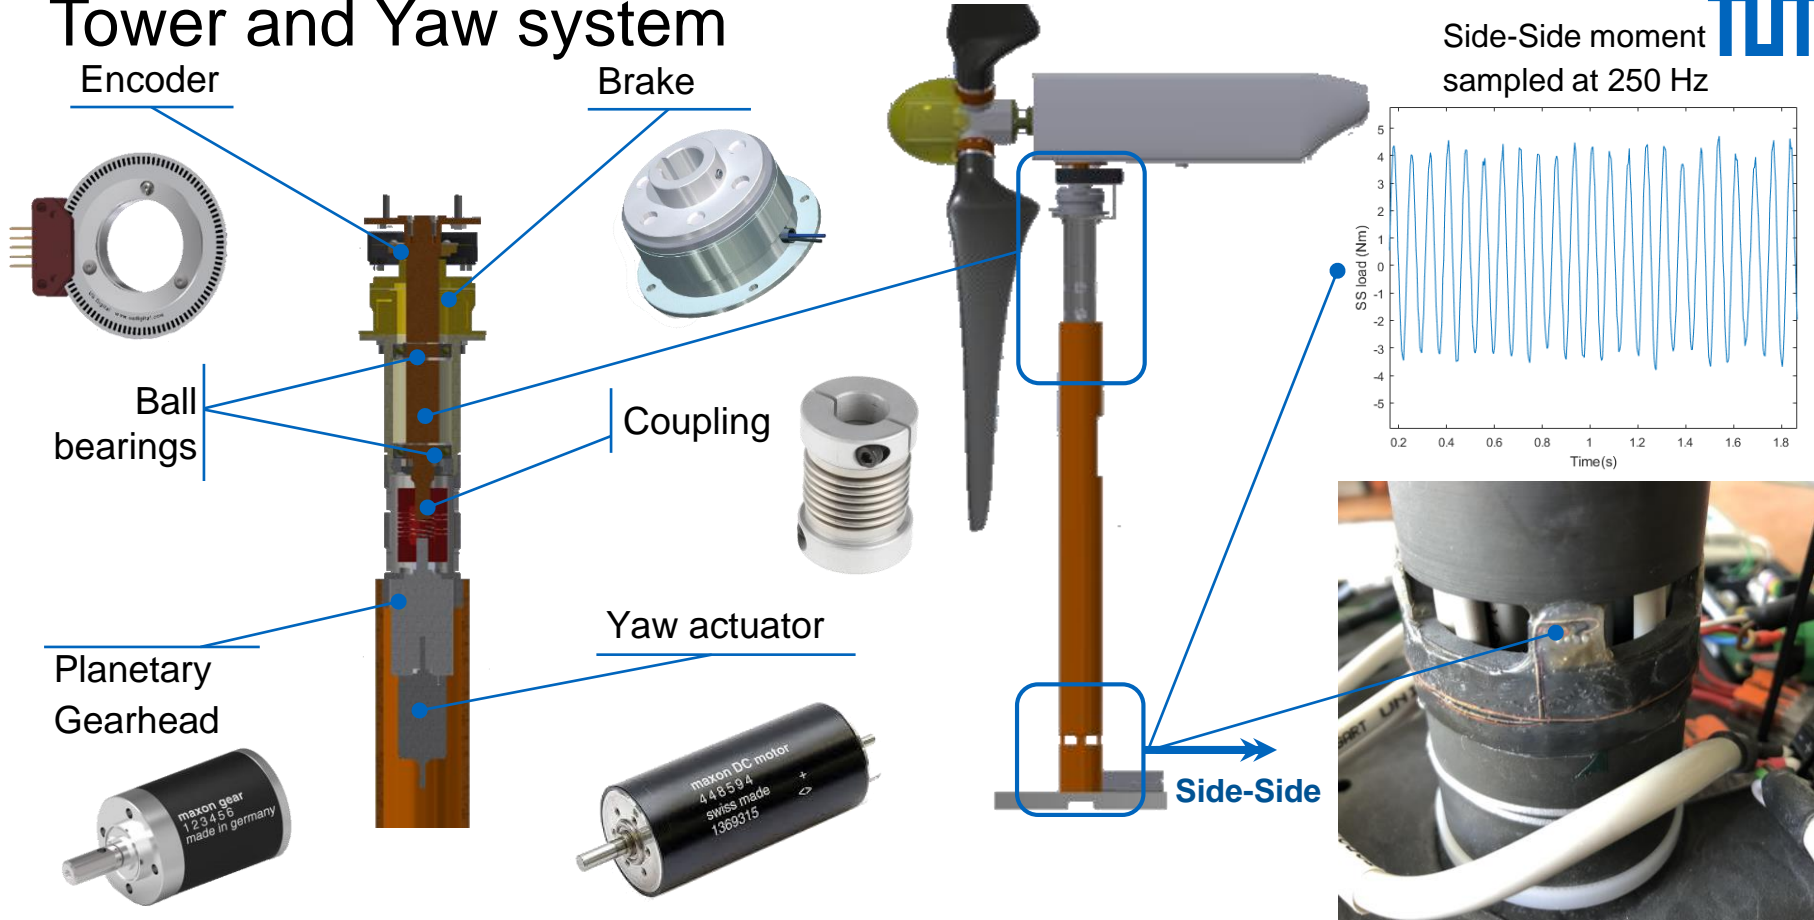 Tower and Yaw system
Encoder
Brake
Side-Side moment
sampled at 250 Hz
TUM
Ball
bearings
Coupling
Planetary
Gearhead
Yaw actuator
Side-Side
maxon gear
123456
made in germany
maxon DC motor
448594
swiss made
1369315
+
SS load (Nm)
5
4
3
2
1
0
-1
-2
-3
-4
-5
0.2 0.4 0.6 0.8 1 1.2 1.4 1.6 1.8
Time(s)